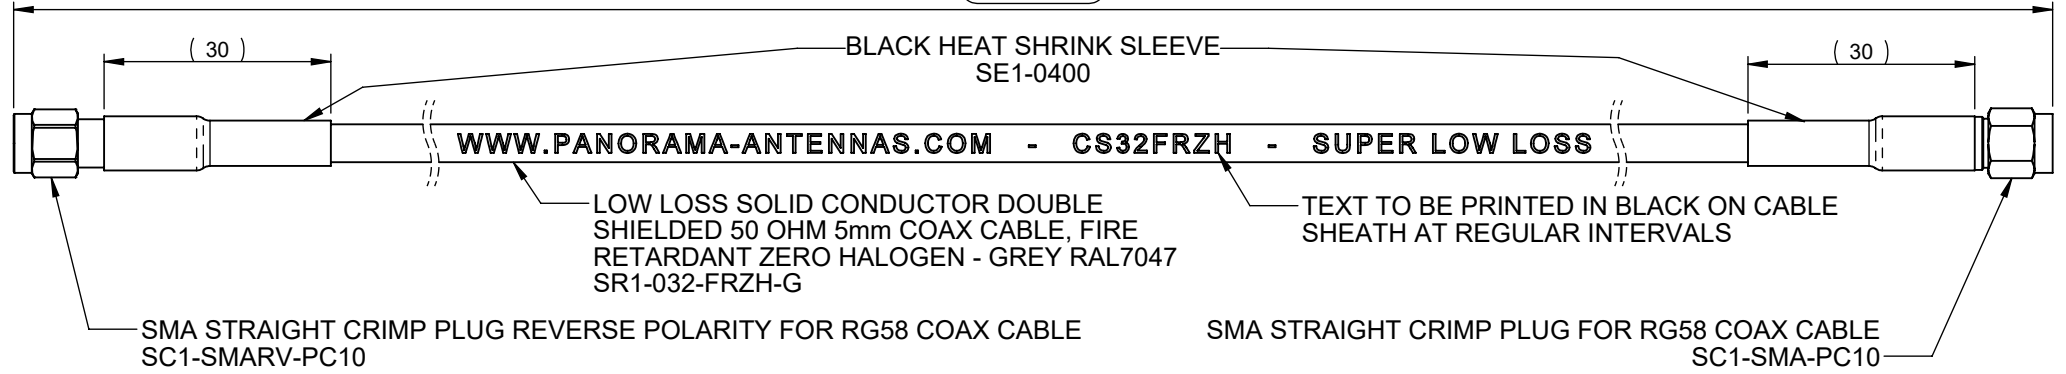 ( 30 )
BLACK HEAT SHRINK SLEEVE
SE1-0400
( 30 )
WWW.PANORAMA-ANTENNAS.COM - CS32FRZH - SUPER LOW LOSS
LOW LOSS SOLID CONDUCTOR DOUBLE
SHIELDED 50 OHM 5mm COAX CABLE, FIRE
RETARDANT ZERO HALOGEN - GREY RAL7047
SR1-032-FRZH-G
TEXT TO BE PRINTED IN BLACK ON CABLE
SHEATH AT REGULAR INTERVALS
SMA STRAIGHT CRIMP PLUG REVERSE POLARITY FOR RG58 COAX CABLE
SC1-SMARV-PC10
SMA STRAIGHT CRIMP PLUG FOR RG58 COAX CABLE
SC1-SMA-PC10